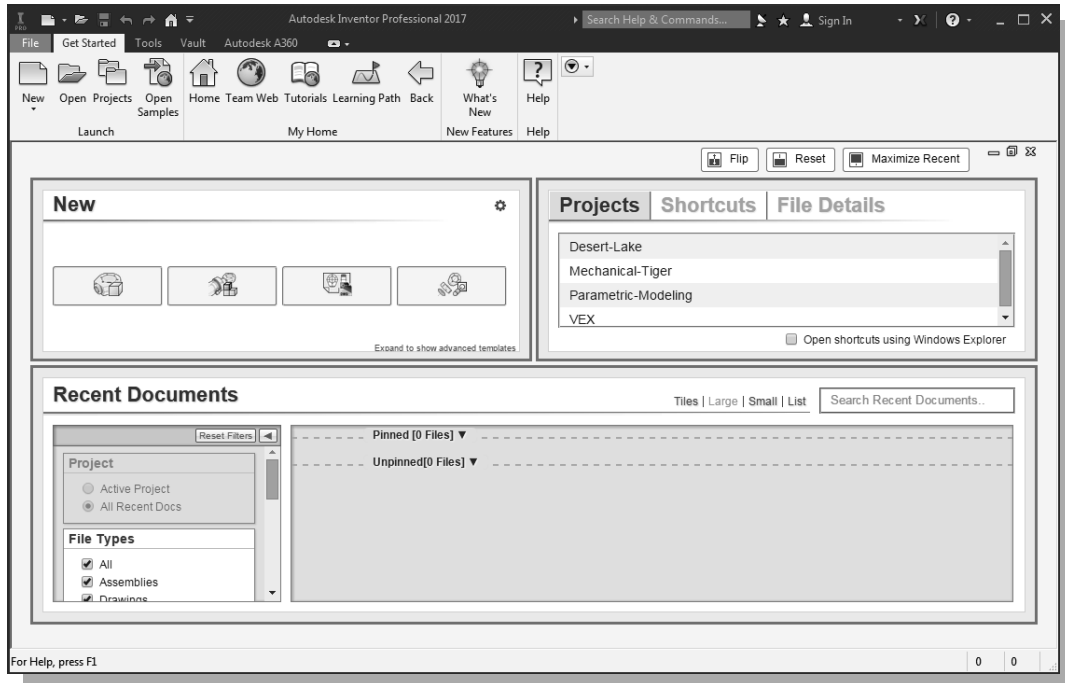 I PRO
Autodesk Inventor Professional 2017
Search Help & Commands...
Sign In
File Get Started Tools Vault Autodesk A360
New Open Projects Open Samples Home Team Web Tutorials Learning Path Back What's New Help
Launch My Home New Features Help
Flip Reset Maximize Recent
New
Expand to show advanced templates
Projects Shortcuts File Details
Desert-Lake
Mechanical-Tiger
Parametric-Modeling
VEX
Open shortcuts using Windows Explorer
Recent Documents
Tiles | Large | Small | List
Search Recent Documents..
Reset Filters
Project
Active Project
All Recent Docs
File Types
All
Assemblies
Drawings
Pinned [0 Files] ▼
Unpinned[0 Files] ▼
For Help, press F1
0 0